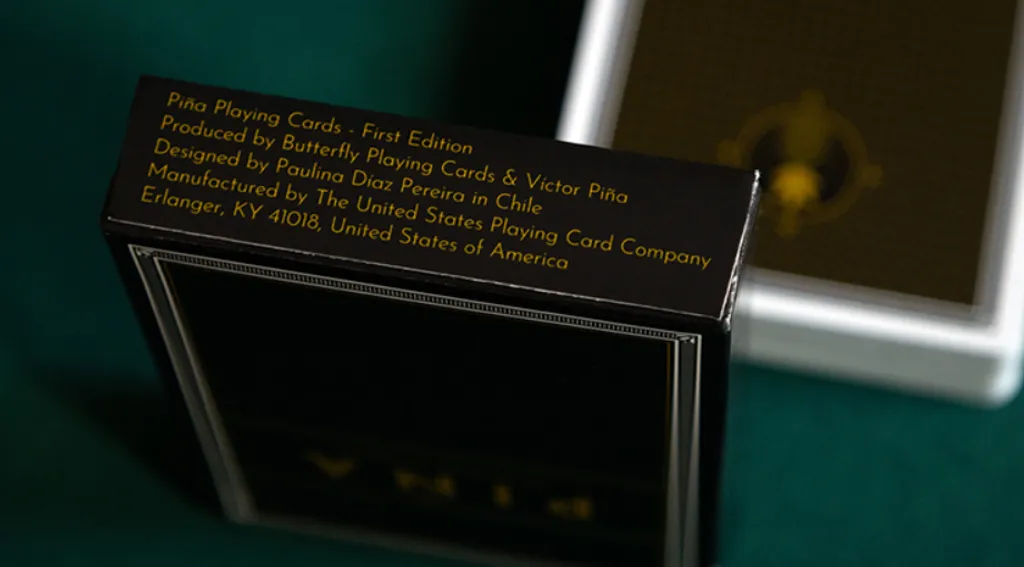 Piña Playing Cards - First Edition
Produced by Butterfly Playing Cards & Victor Piña
Designed by Paulina Díaz Pereira in Chile
Manufactured by The United States Playing Card Company
Erlanger, KY 41018, United States of America
PIÑA